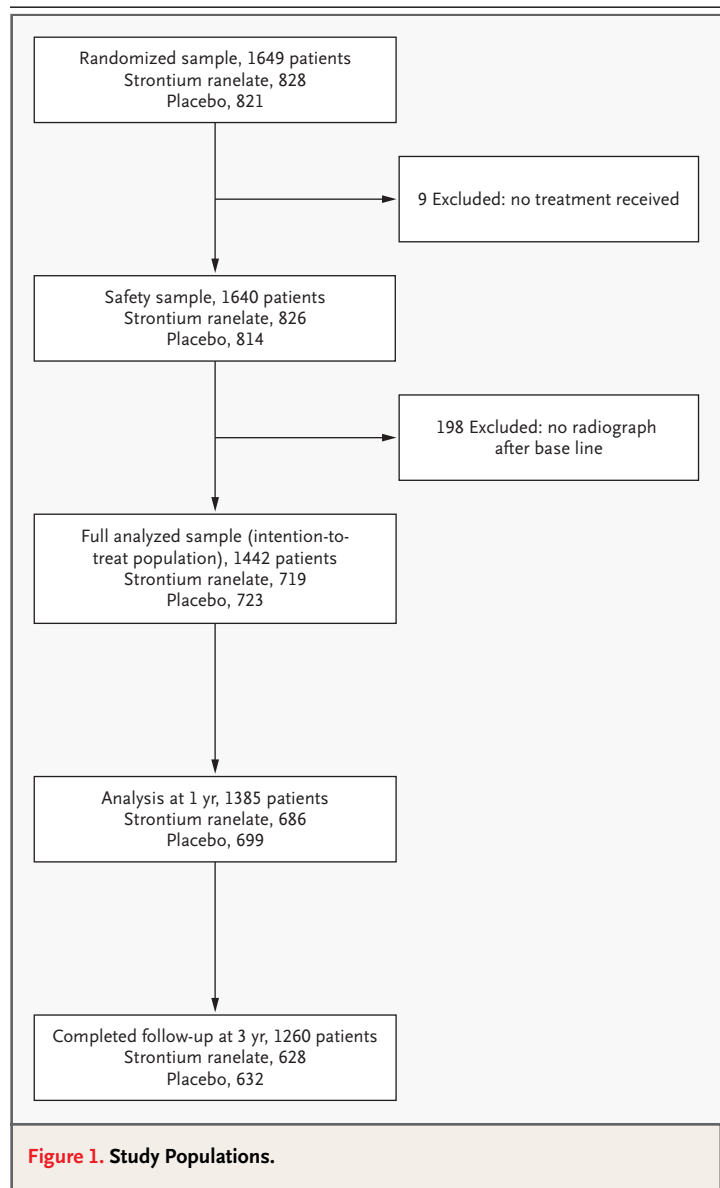 Randomized sample, 1649 patients
Strontium ranelate, 828
Placebo, 821
9 Excluded: no treatment received
Safety sample, 1640 patients
Strontium ranelate, 826
Placebo, 814
198 Excluded: no radiograph
after base line
Full analyzed sample (intention-to-
treat population), 1442 patients
Strontium ranelate, 719
Placebo, 723
Analysis at 1 yr, 1385 patients
Strontium ranelate, 686
Placebo, 699
Completed follow-up at 3 yr, 1260 patients
Strontium ranelate, 628
Placebo, 632
Figure 1. Study Populations.